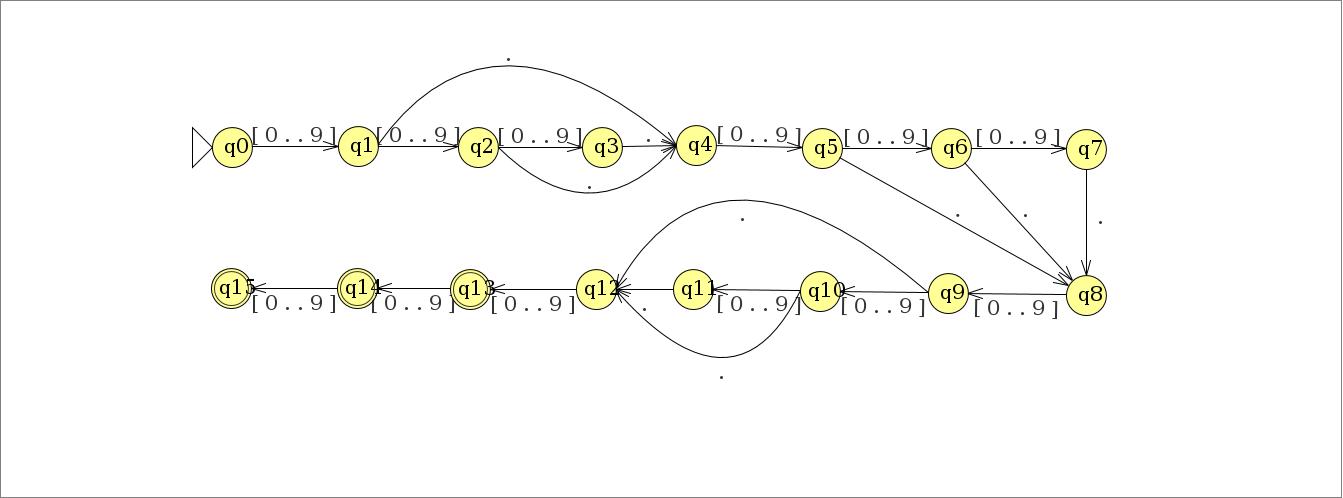 .
[0..9] [0..9] [0..9] . [0..9] [0..9] [0..9]
q0 q1 q2 q3 q4 q5 q6 q7
.
. . . .
q15 q14 q13 q12 q11 q10 q9 q8
[0..9] [0..9] [0..9] . [0..9] [0..9] [0..9]
.